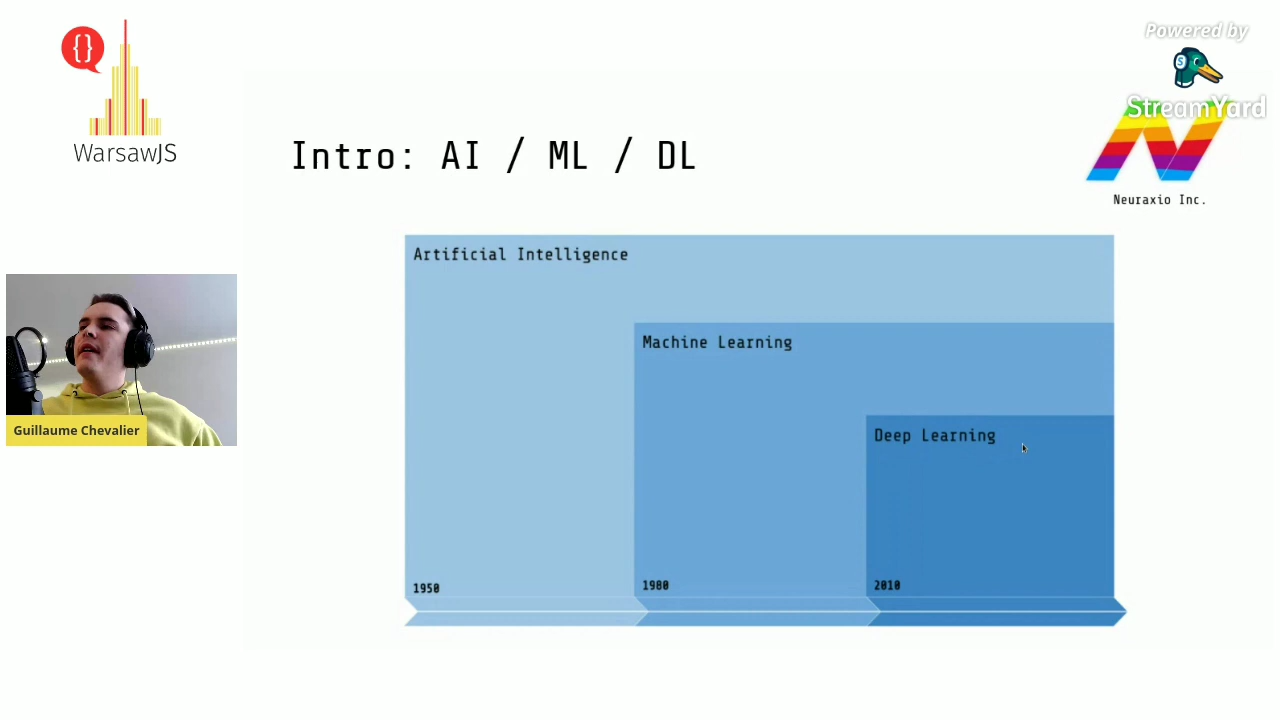 Powered by
StreamYard
{}
WarsawJS
Intro: AI / ML / DL
Neuraxio Inc.
Artificial Intelligence
Machine Learning
Deep Learning
Guillaume Chevalier
1950
1980
2010